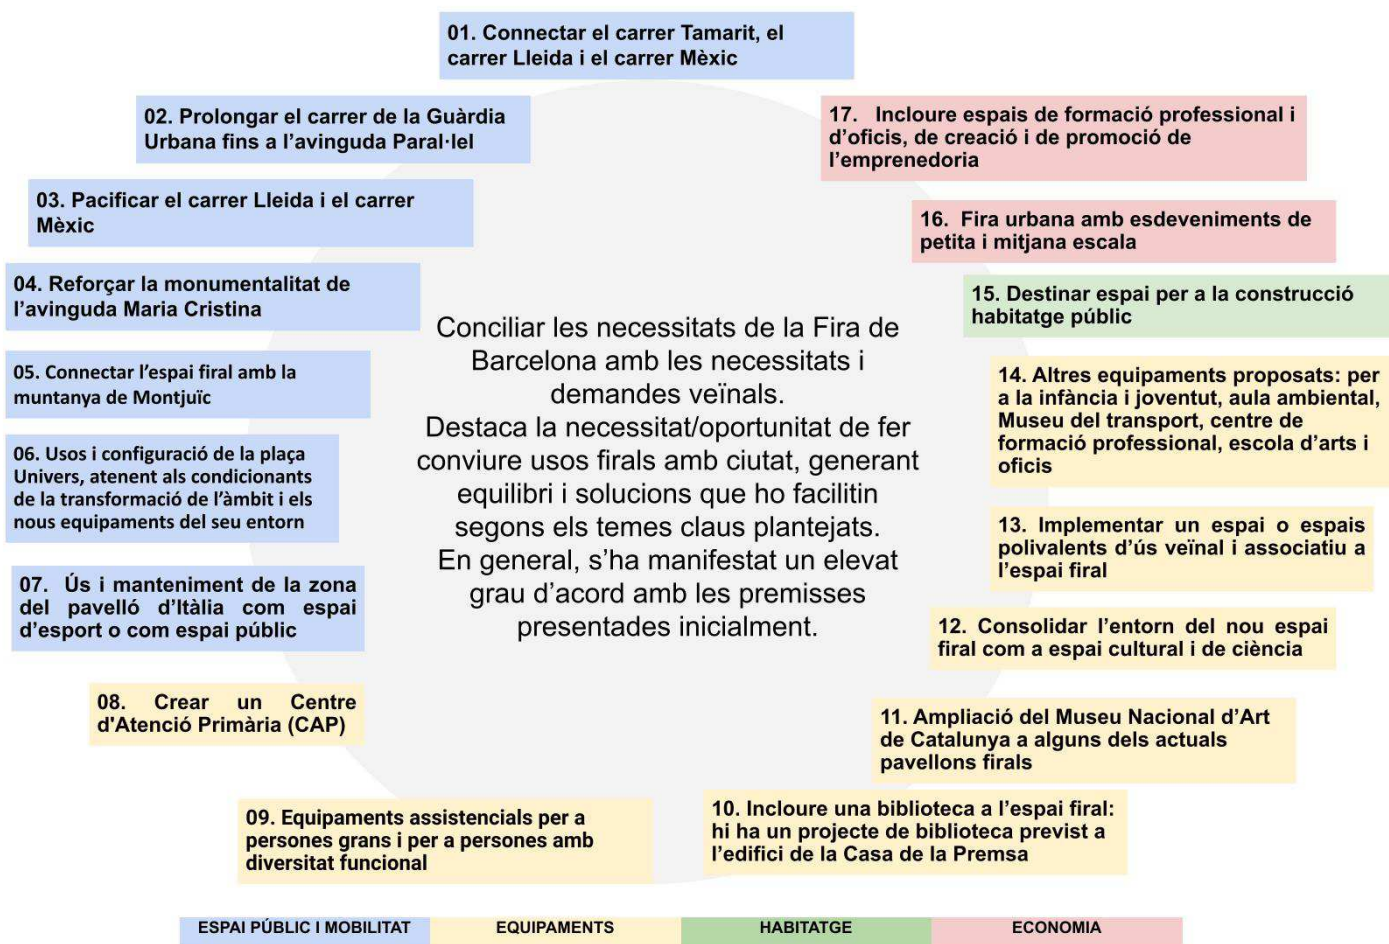 01. Connectar el carrer Tamarit, el
carrer Lleida i el carrer Mèxic
02. Prolongar el carrer de la Guàrdia
Urbana fins a l’avinguda Paral·lel
03. Pacificar el carrer Lleida i el carrer
Mèxic
04. Reforçar la monumentalitat de
l’avinguda Maria Cristina
05. Connectar l’espai firal amb la
muntanya de Montjuïc
06. Usos i configuració de la plaça
Univers, atenent als condicionants
de la transformació de l’àmbit i els
nous equipaments del seu entorn
07. Ús i manteniment de la zona
del pavelló d’Itàlia com espai
d’esport o com espai públic
08. Crear un Centre
d'Atenció Primària (CAP)
09. Equipaments assistencials per a
persones grans i per a persones amb
diversitat funcional
10. Incloure una biblioteca a l’espai firal:
hi ha un projecte de biblioteca previst a
l’edifici de la Casa de la Premsa
11. Ampliació del Museu Nacional d’Art
de Catalunya a alguns dels actuals
pavellons firals
12. Consolidar l’entorn del nou espai
firal com a espai cultural i de ciència
13. Implementar un espai o espais
polivalents d’ús veïnal i associatiu a
l’espai firal
14. Altres equipaments proposats: per
a la infància i joventut, aula ambiental,
Museu del transport, centre de
formació professional, escola d’arts i
oficis
15. Destinar espai per a la construcció
habitatge públic
16. Fira urbana amb esdeveniments de
petita i mitjana escala
17. Incloure espais de formació professional i
d’oficis, de creació i de promoció de
l’emprenedoria
Conciliar les necessitats de la Fira de
Barcelona amb les necessitats i
demandes veïnals.
Destaca la necessitat/oportunitat de fer
conviure usos firals amb ciutat, generant
equilibri i solucions que ho facilitin
segons els temes claus plantejats.
En general, s’ha manifestat un elevat
grau d’acord amb les premisses
presentades inicialment.
ESPAI PÚBLIC I MOBILITAT
EQUIPAMENTS
HABITATGE
ECONOMIA